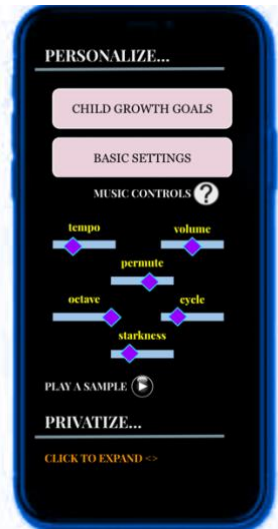 PERSONALIZE...
CHILD GROWTH GOALS
BASIC SETTINGS
MUSIC CONTROLS ?
tempo volume
permute
octave cycle
starkness
PLAY A SAMPLE
PRIVATIZE...
CLICK TO EXPAND <>